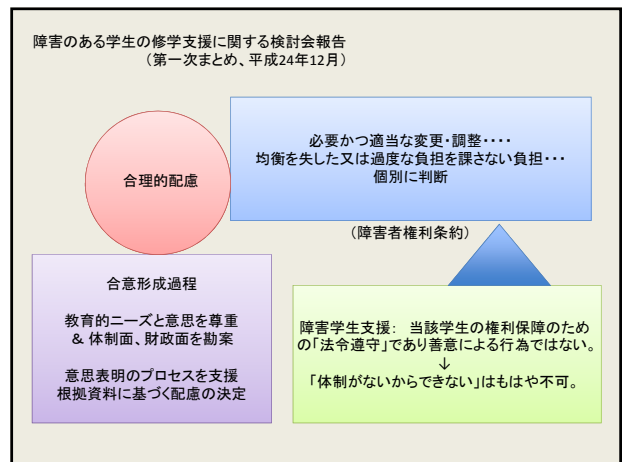 障害のある学生の修学支援に関する検討会報告
（第一次まとめ、平成24年12月）
合理的配慮
必要かつ適当な変更・調整・・・・
均衡を失した又は過度な負担を課さない負担・・・
個別に判断
（障害者権利条約）
合意形成過程
教育的ニーズと意思を尊重
& 体制面、財政面を勘案
意思表明のプロセスを支援
根拠資料に基づく配慮の決定
障害学生支援： 当該学生の権利保障のため
の「法令遵守」であり善意による行為ではない。
↓
「体制がないからできない」はもはや不可。